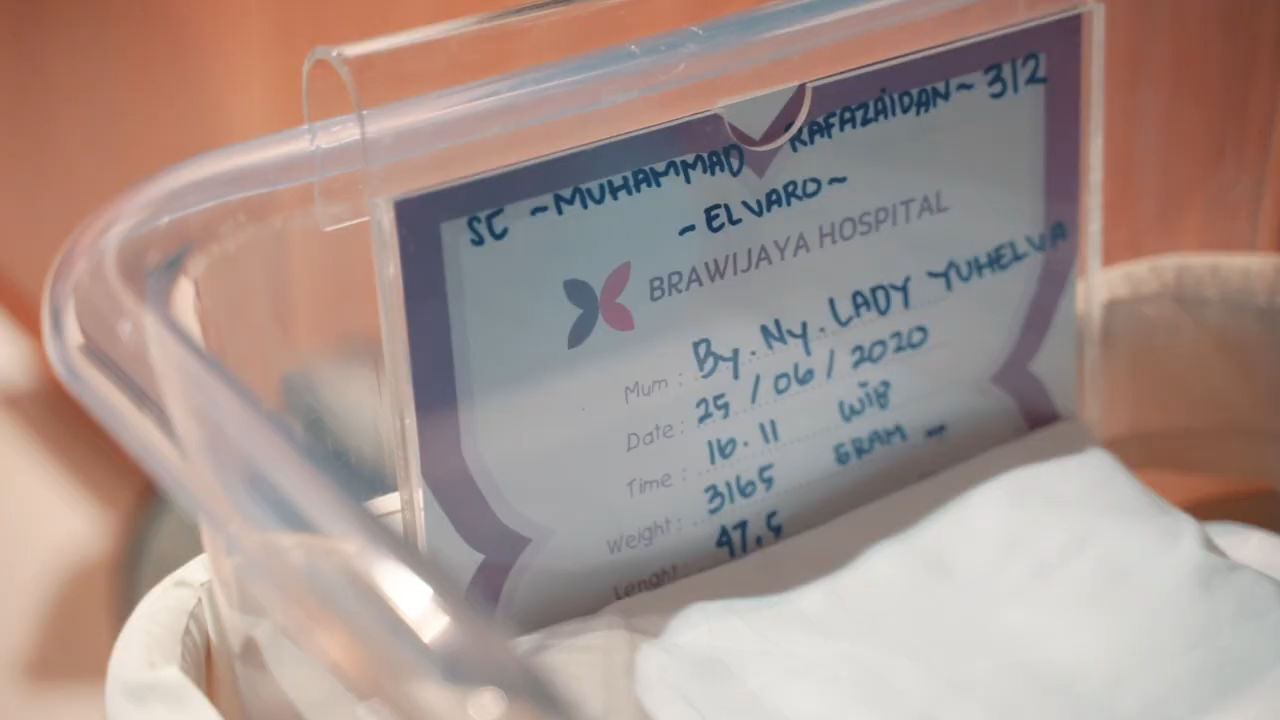 SC ~MUHAMMAD RAFAZAIDAN~ 312
~ELVARO~
BRAWIJAYA HOSPITAL
Mum : By. Ny. LADY YUHELVA
Date : 25 / 06 / 2020
Time : 16.11 WIB
Weight : 3165 GRAM -
Lenght : 47,5